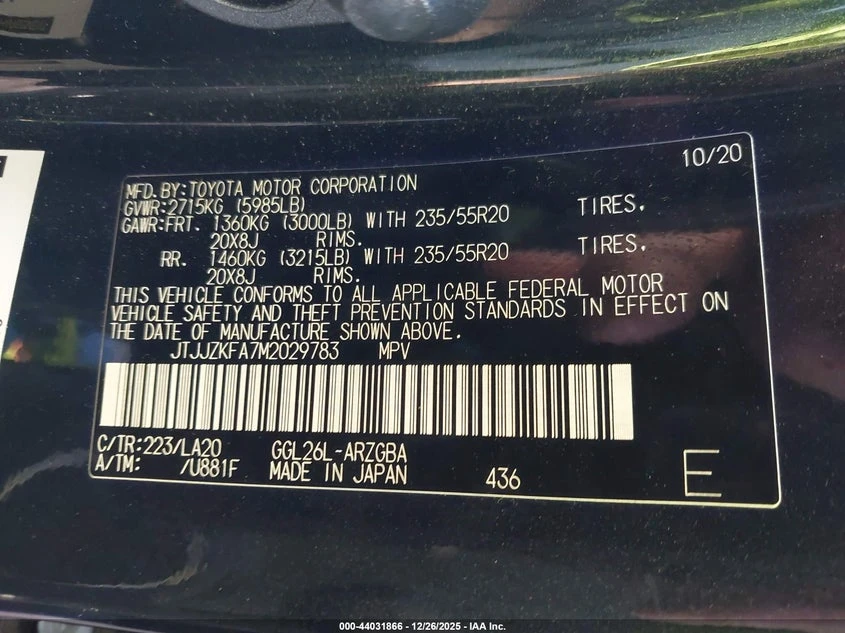 10/20
MFD. BY:TOYOTA MOTOR CORPORATION
GVWR:2715KG (5985LB)
GAWR:FRT. 1360KG (3000LB) WITH 235/55R20 TIRES.
20X8J RIMS.
RR. 1460KG (3215LB) WITH 235/55R20 TIRES.
20X8J RIMS.
THIS VEHICLE CONFORMS TO ALL APPLICABLE FEDERAL MOTOR
VEHICLE SAFETY AND THEFT PREVENTION STANDARDS IN EFFECT ON
THE DATE OF MANUFACTURE SHOWN ABOVE.
JTJJZKFA7M2029783 MPV
C/TR:223/LA20 GGL26L-ARZGBA
A/TM: /U881F MADE IN JAPAN 436 E
000-44031866 - 12/26/2025 - IAA Inc.